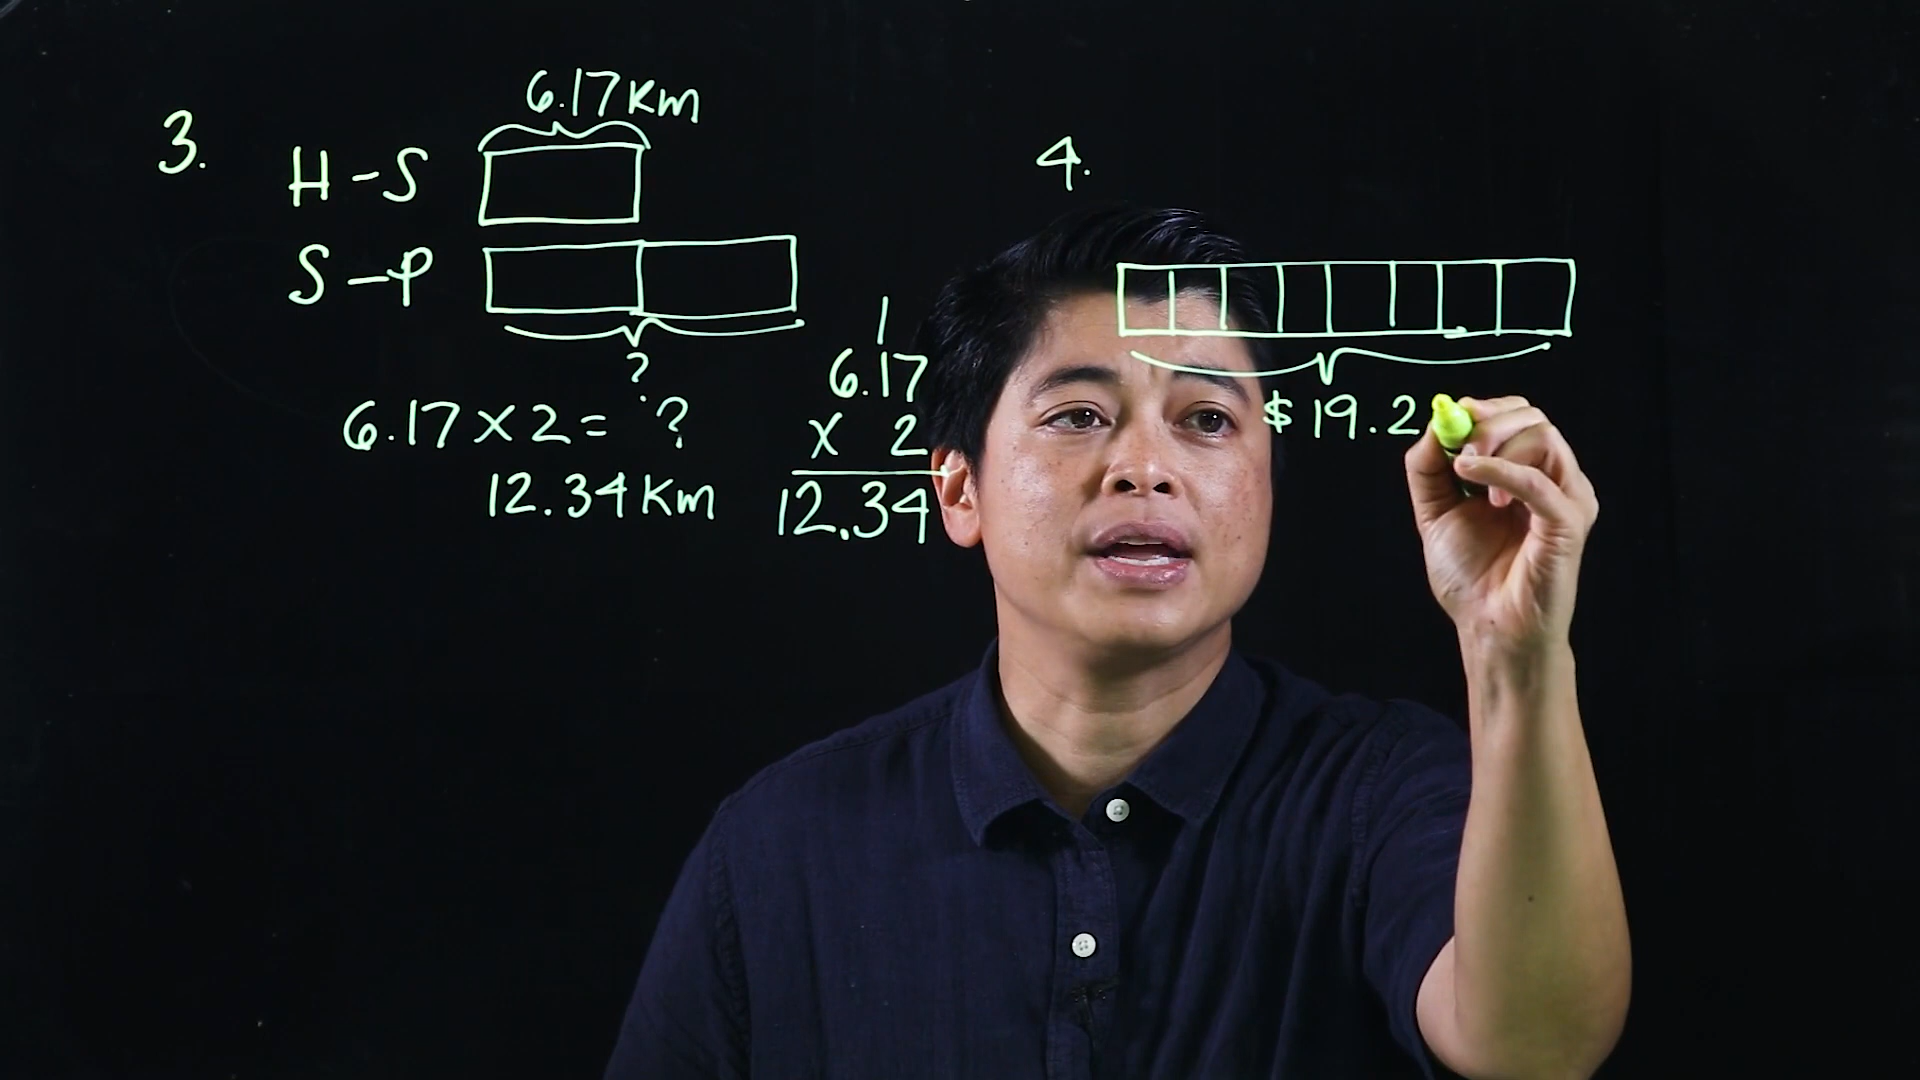 3.
6.17 Km
H - S
S - P
?
6.17 x 2 = ?
12.34 Km
1
6.17
x 2
12.34
4.
$ 19.2